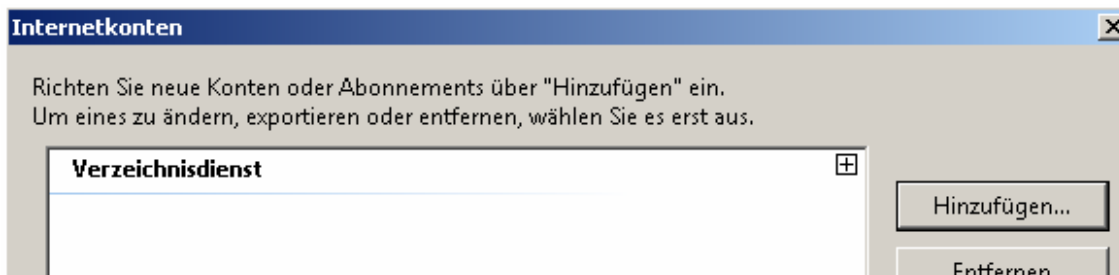 Internetkonten
Richten Sie neue Konten oder Abonnements über "Hinzufügen" ein.
Um eines zu ändern, exportieren oder entfernen, wählen Sie es erst aus.
Verzeichnisdienst
Hinzufügen...
Entfernen